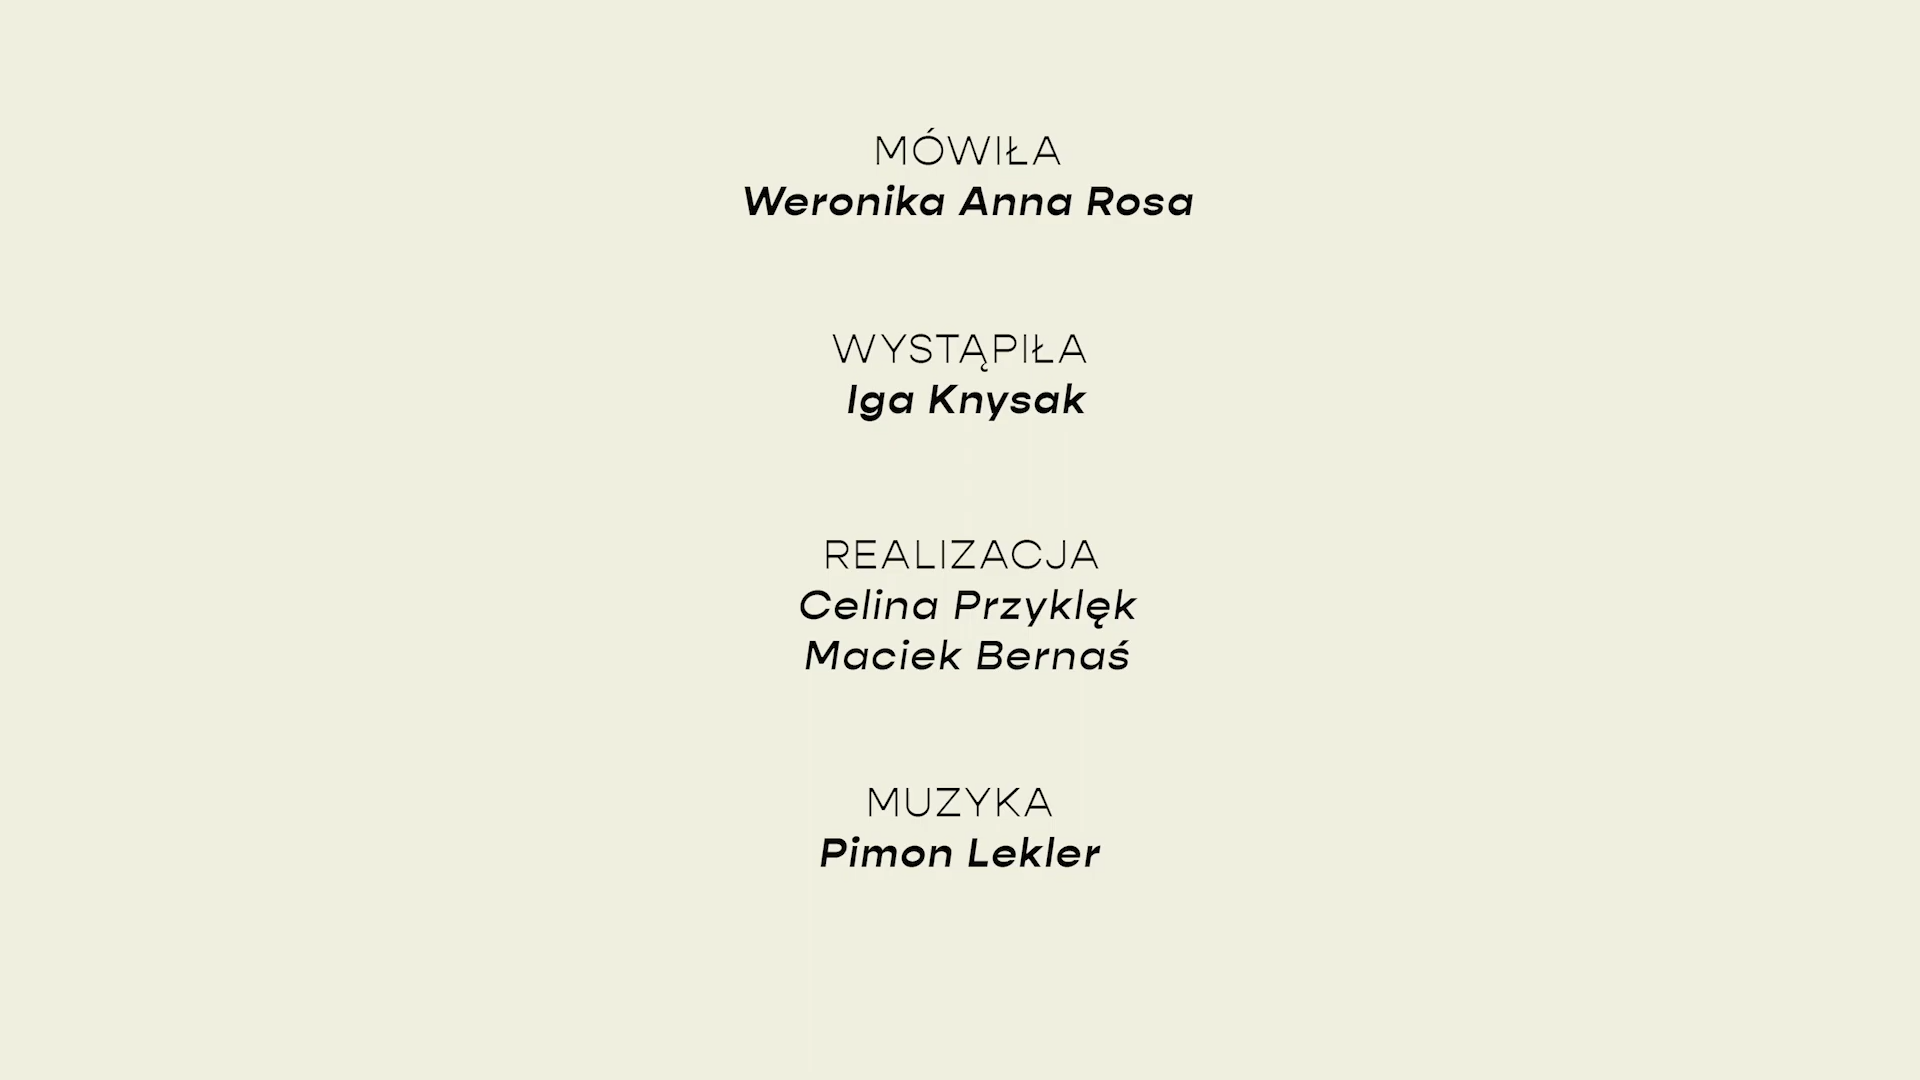 MÓWIŁA
Weronika Anna Rosa
WYSTĄPIŁA
Iga Knysak
REALIZACJA
Celina Przyklęk
Maciek Bernaś
MUZYKA
Pimon Lekler